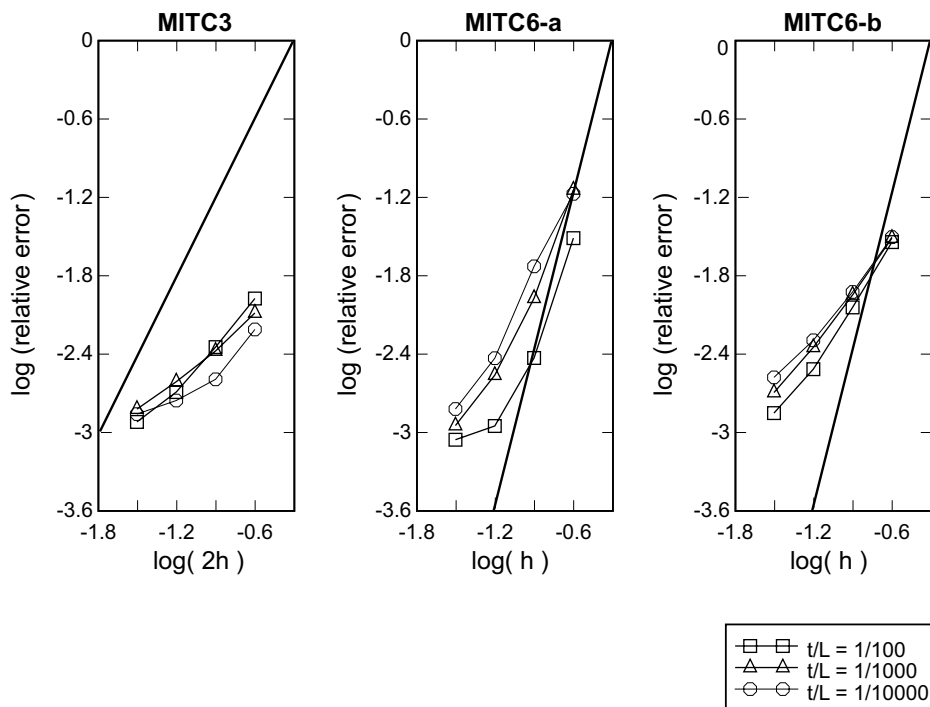 MITC3
MITC6-a
MITC6-b
log (relative error )
0
-0.6
-1.2
-1.8
-2.4
-3
-3.6
-1.8
-1.2
-0.6
log( 2h )
log (relative error )
0
-0.6
-1.2
-1.8
-2.4
-3
-3.6
-1.8
-1.2
-0.6
log( h )
log (relative error )
0
-0.6
-1.2
-1.8
-2.4
-3
-3.6
-1.8
-1.2
-0.6
log( h )
t/L = 1/100
t/L = 1/1000
t/L = 1/10000